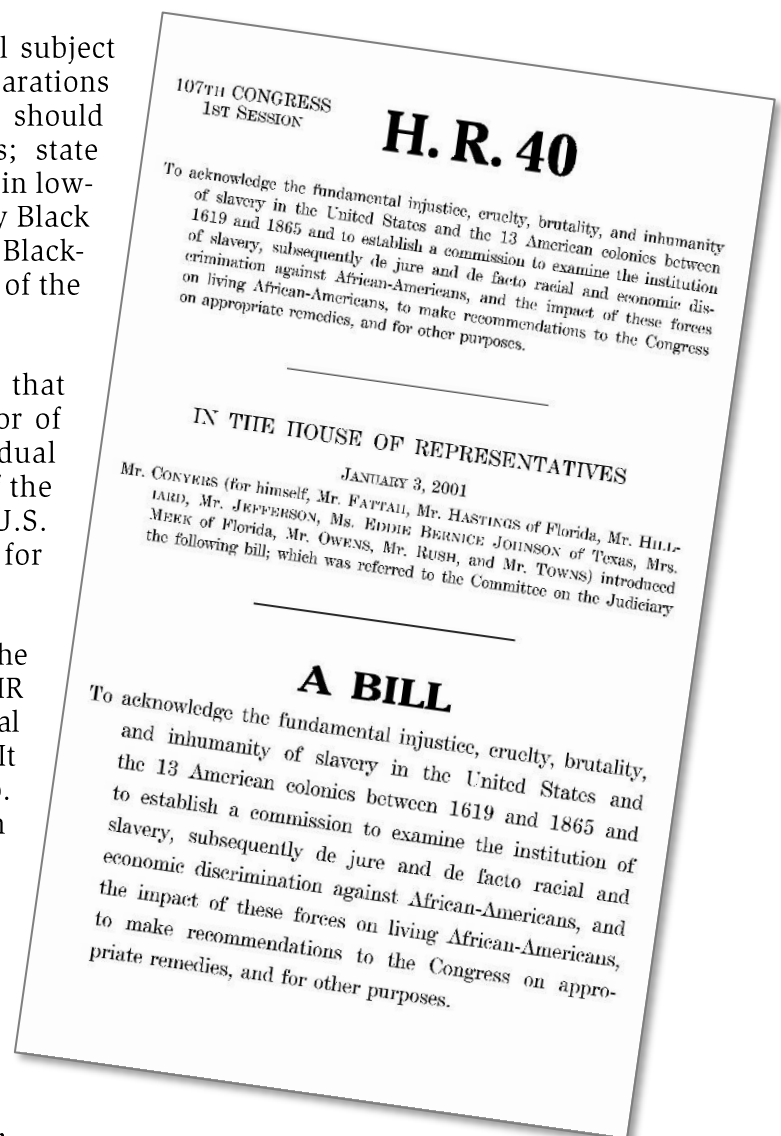 l subject
arations
should
s; state
in low-
y Black
Black-
of the
that
or of
dual
f the
U.S.
for
he
IR
al
It
o.
n
107TH CONGRESS
1ST SESSION
H. R. 40
To acknowledge the fundamental injustice, cruelty, brutality, and inhumanity
of slavery in the United States and the 13 American colonies between
1619 and 1865 and to establish a commission to examine the institution
of slavery, subsequently de jure and de facto racial and economic dis-
crimination against African-Americans, and the impact of these forces
on living African-Americans, to make recommendations to the Congress
on appropriate remedies, and for other purposes.
IN THE HOUSE OF REPRESENTATIVES
JANUARY 3, 2001
Mr. CONYERS (for himself, Mr. FATTAH, Mr. HASTINGS of Florida, Mr. HILL-
IARD, Mr. JEFFERSON, Ms. EDDIE BERNICE JOHNSON of Texas, Mrs.
MEEK of Florida, Mr. OWENS, Mr. RUSH, and Mr. TOWNS) introduced
the following bill; which was referred to the Committee on the Judiciary
A BILL
To acknowledge the fundamental injustice, cruelty, brutality,
and inhumanity of slavery in the United States and
the 13 American colonies between 1619 and 1865 and
to establish a commission to examine the institution of
slavery, subsequently de jure and de facto racial and
economic discrimination against African-Americans, and
the impact of these forces on living African-Americans,
to make recommendations to the Congress on appro-
priate remedies, and for other purposes.